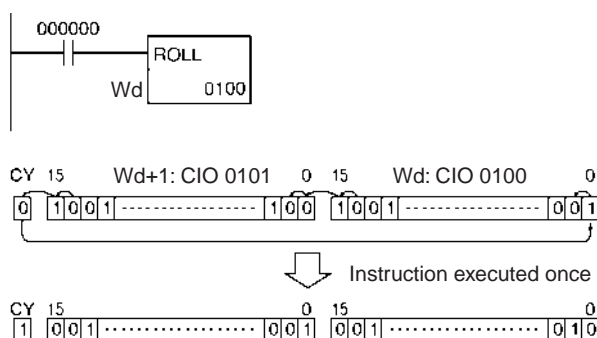 000000
ROLL
Wd 0100
CY 15 Wd+1: CIO 0101 0 15 Wd: CIO 0100 0
0 1 0 0 1 1 0 0 1 0 0 1 0 0 1
Instruction executed once
CY 15 0 15 0
1 0 0 1 0 0 1 0 0 1 0 1 0